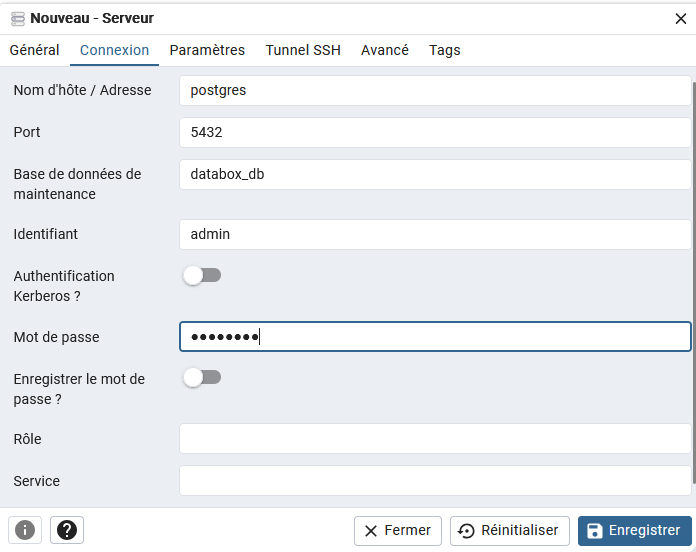 Nouveau - Serveur
Général Connexion Paramètres Tunnel SSH Avancé Tags
Nom d'hôte / Adresse postgres
Port 5432
Base de données de databox_db
maintenance
Identifiant admin
Authentification
Kerberos ?
Mot de passe ●●●●●●●●
Enregistrer le mot de
passe ?
Rôle
Service
Fermer Réinitialiser Enregistrer